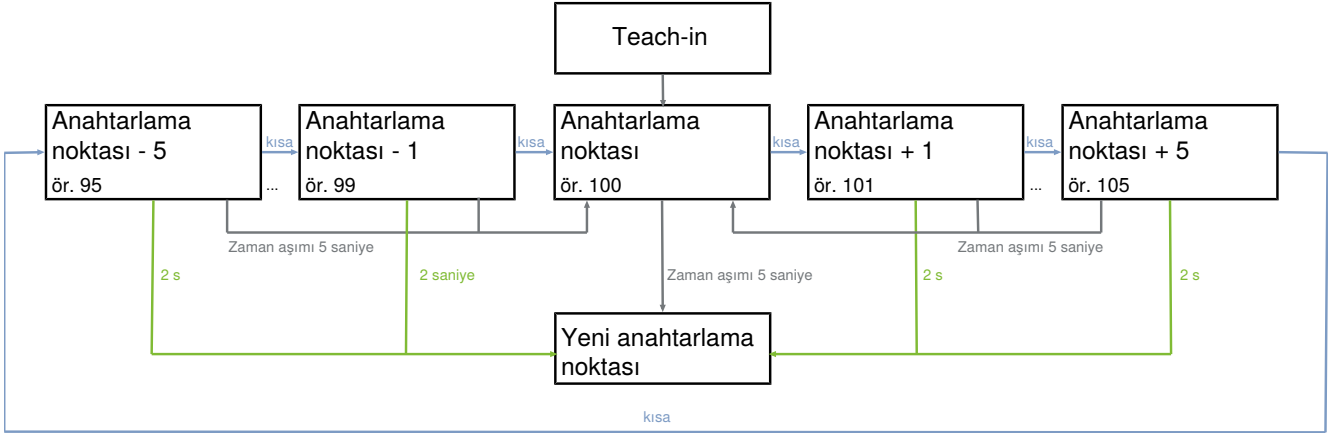 Teach-in
Anahtarlama
noktası - 5
ör. 95
kısa
...
Anahtarlama
noktası - 1
ör. 99
kısa
Anahtarlama
noktası
ör. 100
kısa
Anahtarlama
noktası + 1
ör. 101
kısa
...
Anahtarlama
noktası + 5
ör. 105
Zaman aşımı 5 saniye
Zaman aşımı 5 saniye
2 s
2 saniye
Zaman aşımı 5 saniye
2 s
2 s
Yeni anahtarlama
noktası
kısa